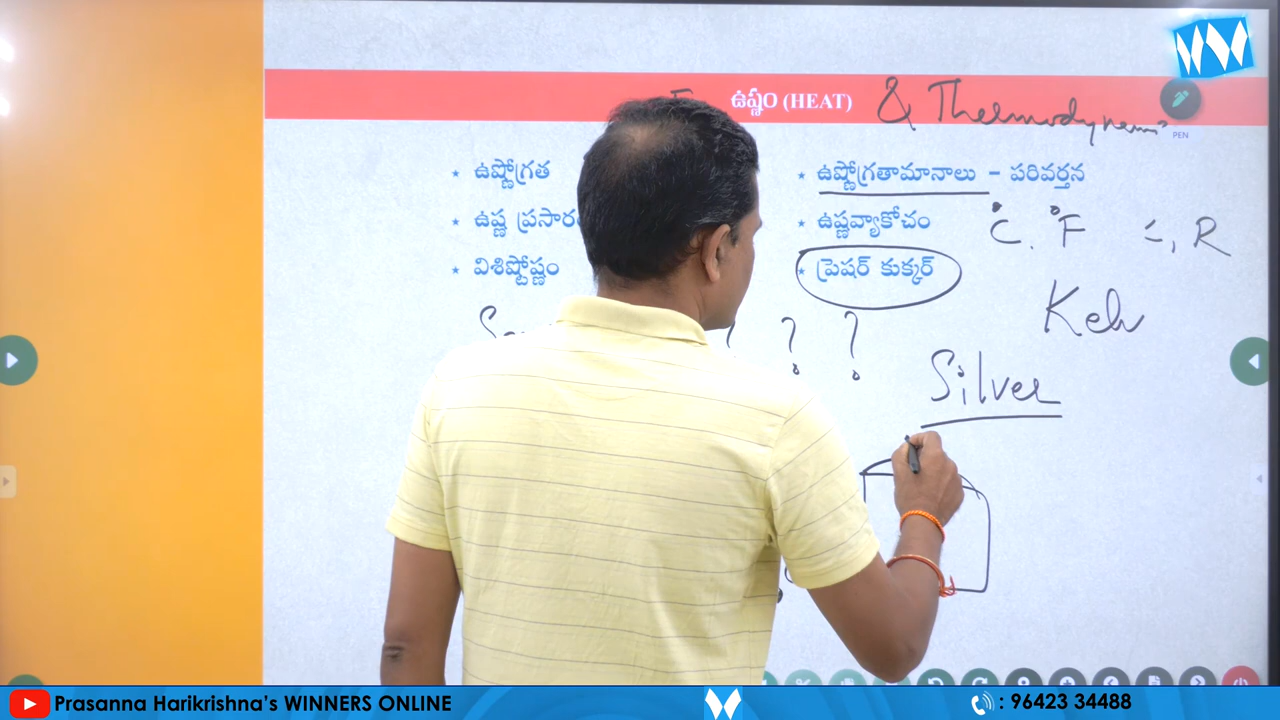 ఉష్ణం (HEAT) & Thermodynamics
PEN
* ఉష్ణోగ్రత
* ఉష్ణోగ్రతామానాలు - పరివర్తన
* ఉష్ణ
* ఉష్ణవ్యాకోచం
°C. °F R
* విశిష్టోష్ణం
* ప్రెషర్ కుక్కర్
Kelv
? ? ?
Silver
Prasanna Harikrishna's WINNERS ONLINE
: 96423 34488